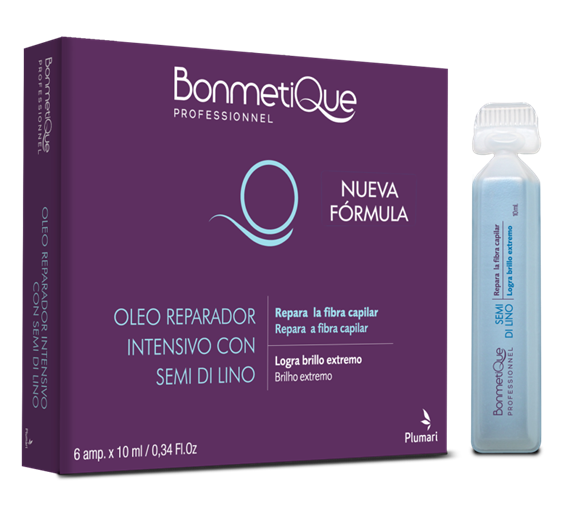 BonmetiQue
PROFESSIONNEL
OLEO REPARADOR INTENSIVO
CON SEMI DI LINO
BonmetiQue
PROFESSIONNEL
NUEVA
FÓRMULA
OLEO REPARADOR
INTENSIVO CON
SEMI DI LINO
Repara la fibra capilar
Repara a fibra capilar
Logra brillo extremo
Brilho extremo
6 amp. x 10 ml / 0,34 Fl.Oz
Plumari
BonmetiQue
PROFESSIONNEL
SEMI
DI LINO
Repara la fibra capilar
Logra brillo extremo
10ml